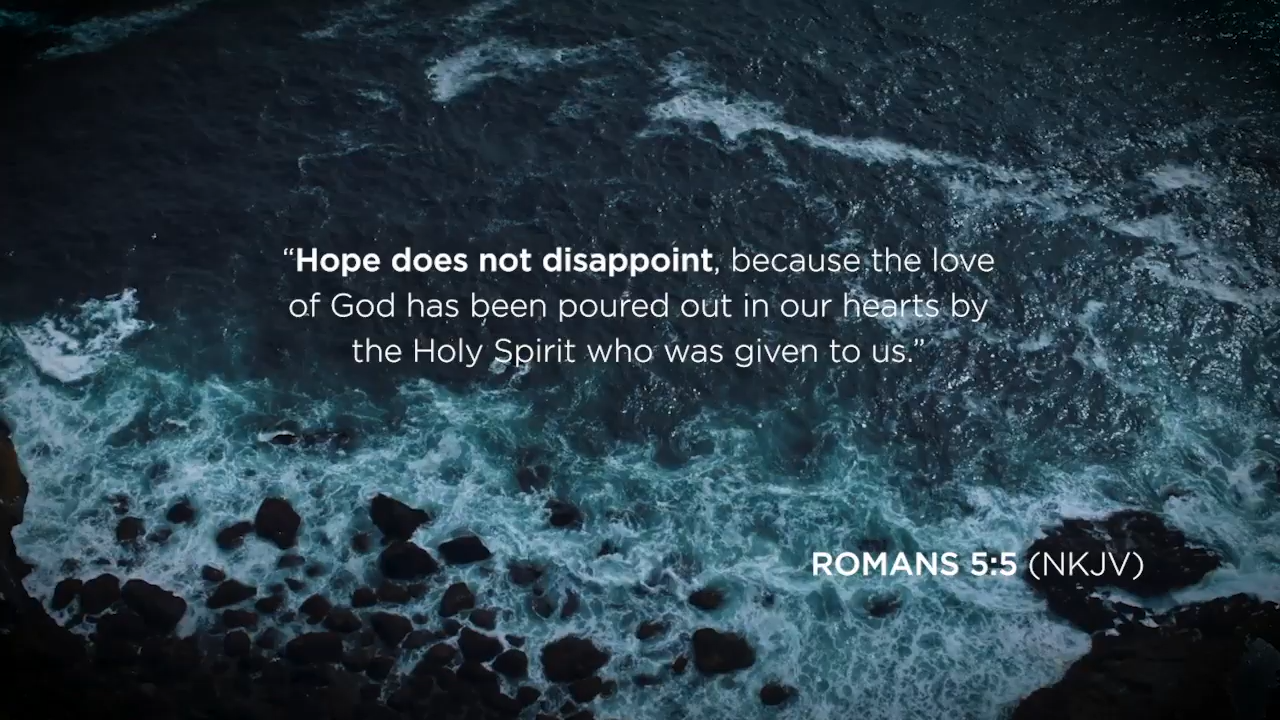 “Hope does not disappoint, because the love
of God has been poured out in our hearts by
the Holy Spirit who was given to us.”
ROMANS 5:5 (NKJV)